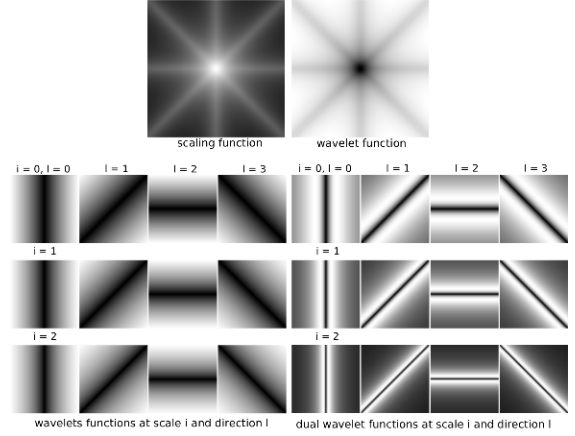 scaling function wavelet function
i = 0, l = 0 l = 1 l = 2 l = 3 i = 0, l = 0 l = 1 l = 2 l = 3
i = 1 i = 1
i = 2 i = 2
wavelets functions at scale i and direction l dual wavelet functions at scale i and direction l